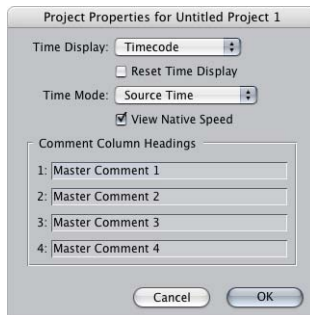 Project Properties for Untitled Project 1
Time Display: Timecode
Reset Time Display
Time Mode: Source Time
View Native Speed
Comment Column Headings
1: Master Comment 1
2: Master Comment 2
3: Master Comment 3
4: Master Comment 4
Cancel OK